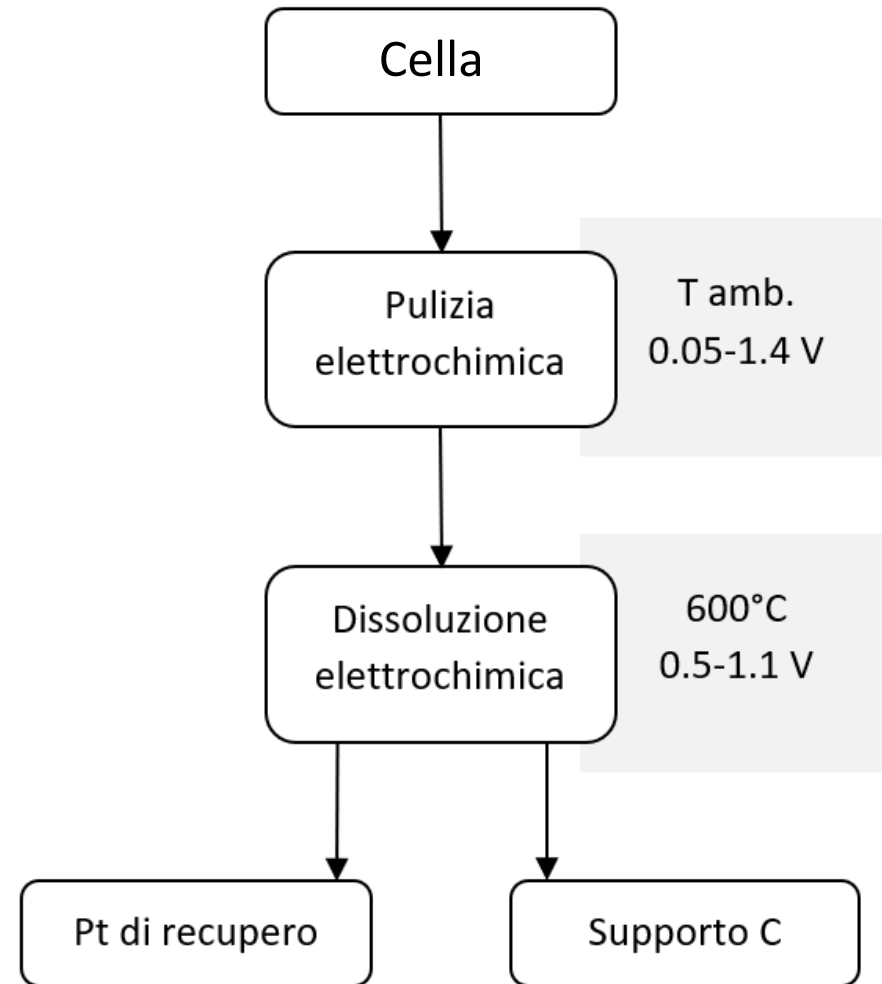 Cella
Pulizia
elettrochimica
T amb.
0.05-1.4 V
Dissoluzione
elettrochimica
600°C
0.5-1.1 V
Pt di recupero
Supporto C